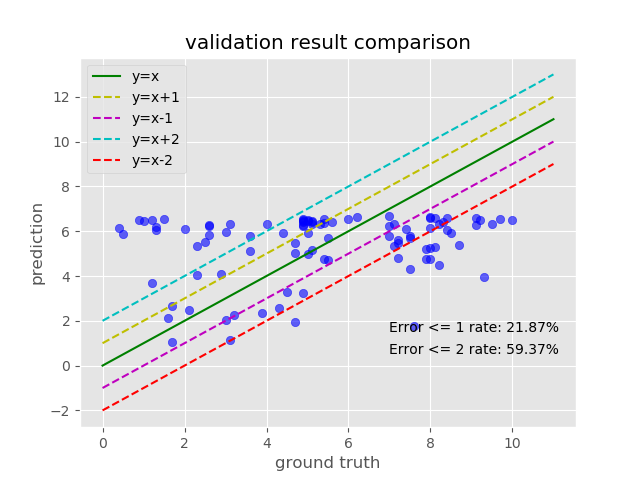 validation result comparison
y=x
y=x+1
y=x-1
y=x+2
y=x-2
12
10
8
6
4
2
0
−2
prediction
Error <= 1 rate: 21.87%
Error <= 2 rate: 59.37%
0 2 4 6 8 10
ground truth